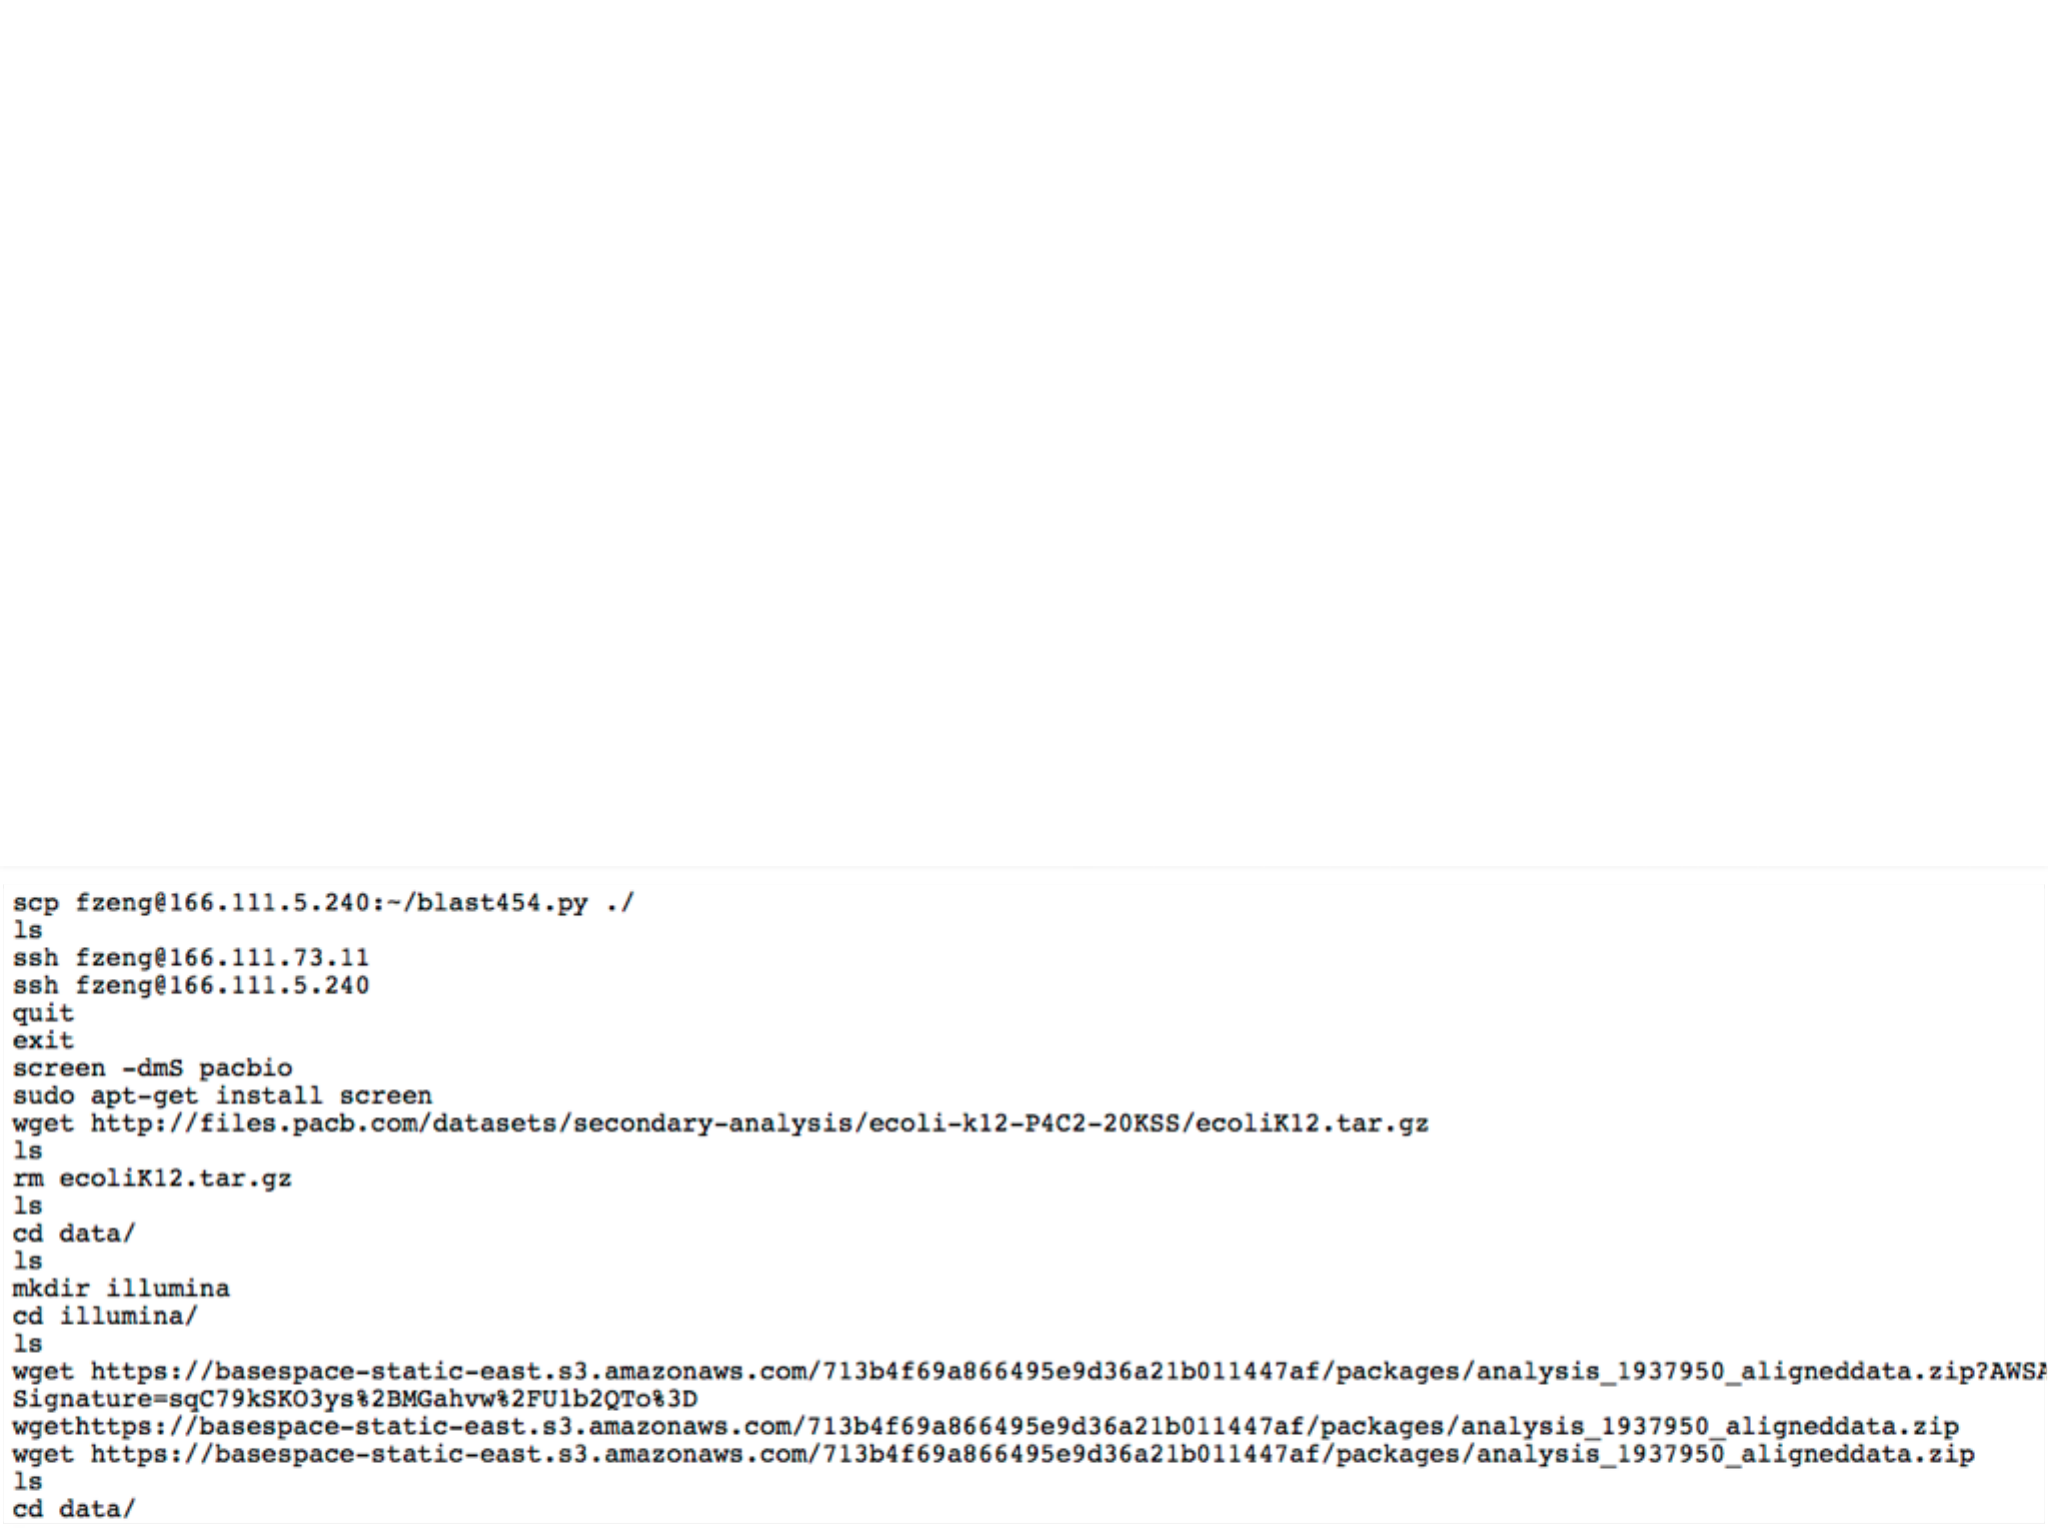 scp fzeng@166.111.5.240:~/blast454.py ./
ls
ssh fzeng@166.111.73.11
ssh fzeng@166.111.5.240
quit
exit
screen -dmS pacbio
sudo apt-get install screen
wget http://files.pacb.com/datasets/secondary-analysis/ecoli-k12-P4C2-20KSS/ecoliK12.tar.gz
ls
rm ecoliK12.tar.gz
ls
cd data/
ls
mkdir illumina
cd illumina/
ls
wget https://basespace-static-east.s3.amazonaws.com/713b4f69a866495e9d36a21b011447af/packages/analysis_1937950_aligneddata.zip?AWSA
Signature=sqC79kSKO3ys%2BMGahvw%2FU1b2QTo%3D
wgethttps://basespace-static-east.s3.amazonaws.com/713b4f69a866495e9d36a21b011447af/packages/analysis_1937950_aligneddata.zip
wget https://basespace-static-east.s3.amazonaws.com/713b4f69a866495e9d36a21b011447af/packages/analysis_1937950_aligneddata.zip
ls
cd data/